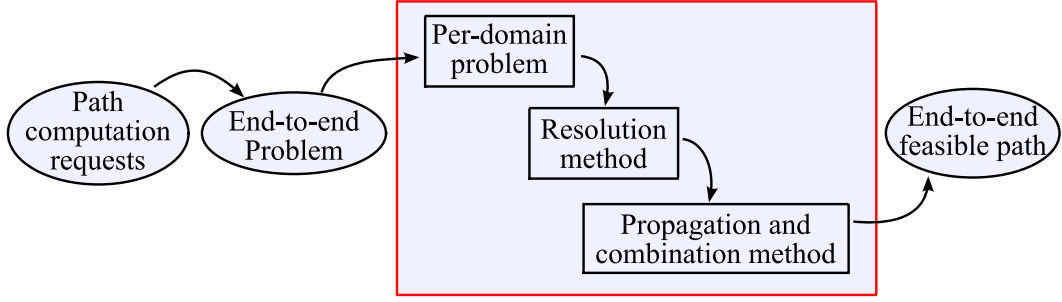 Path
computation
requests
End-to-end
Problem
Per-domain
problem
Resolution
method
Propagation and
combination method
End-to-end
feasible path